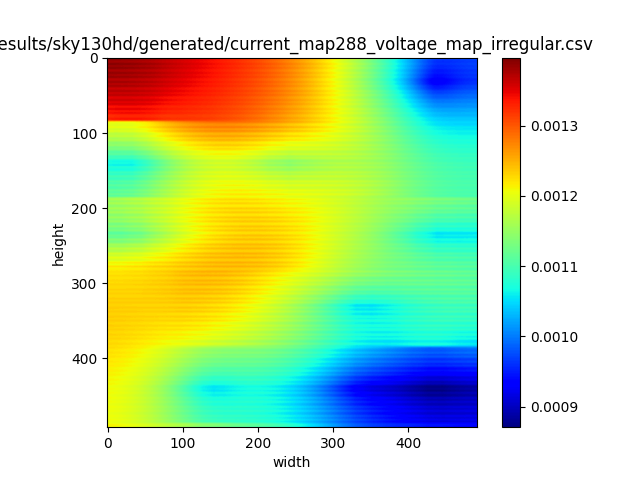 esults/sky130hd/generated/current_map288_voltage_map_irregular.csv
0
100
200
300
400
height
0 100 200 300 400
width
0.0013
0.0012
0.0011
0.0010
0.0009